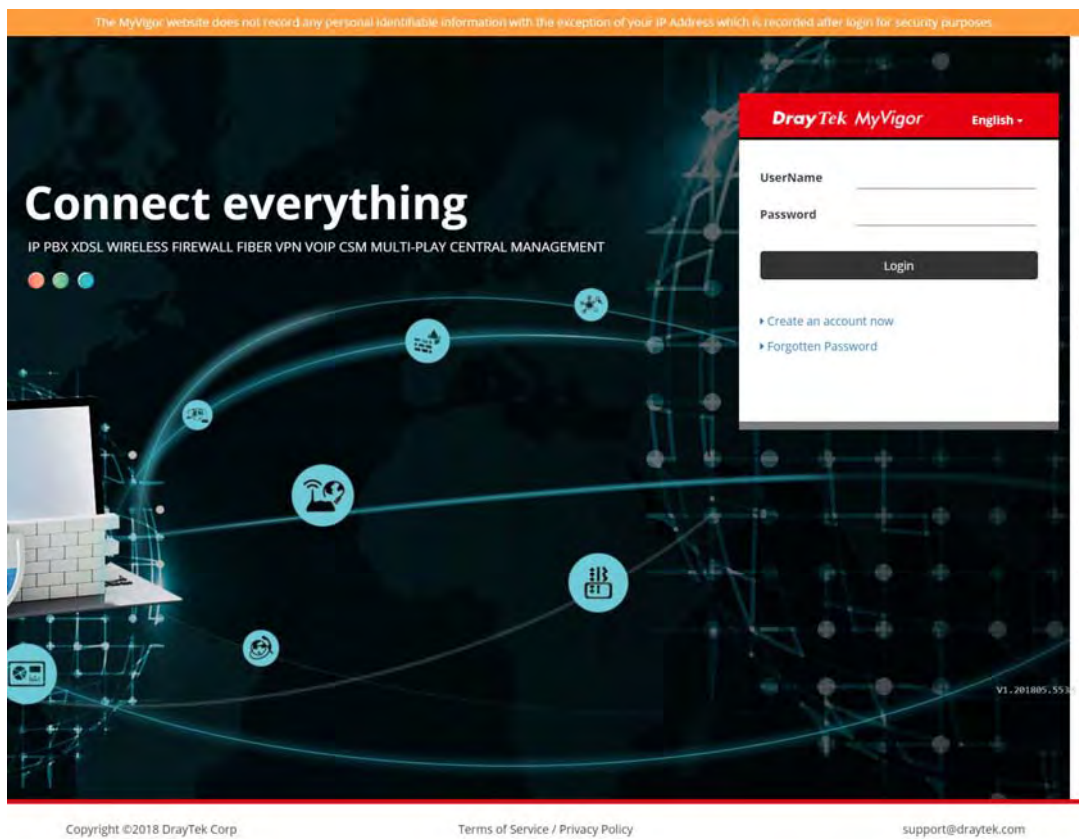 The MyVigor website does not record any personal identifiable information with the exception of your IP Address which is recorded after login for security purposes
DrayTek MyVigor English
UserName
Password
Login
Create an account now
Forgotten Password
Connect everything
IP PBX XDSL WIRELESS FIREWALL FIBER VPN VOIP CSM MULTI-PLAY CENTRAL MANAGEMENT
Copyright ©2018 DrayTek Corp Terms of Service / Privacy Policy support@draytek.com